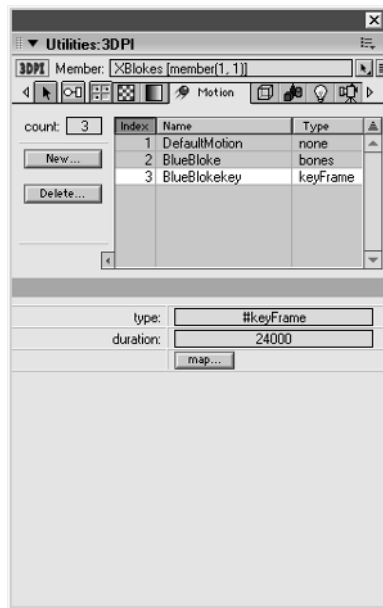 Utilities:3DPI
3DPI Member: XBlokes [member(1, 1)]
Motion
count: 3
New...
Delete...
Index Name Type
1 DefaultMotion none
2 BlueBloke bones
3 BlueBlokekey keyFrame
type: #keyFrame
duration: 24000
map...